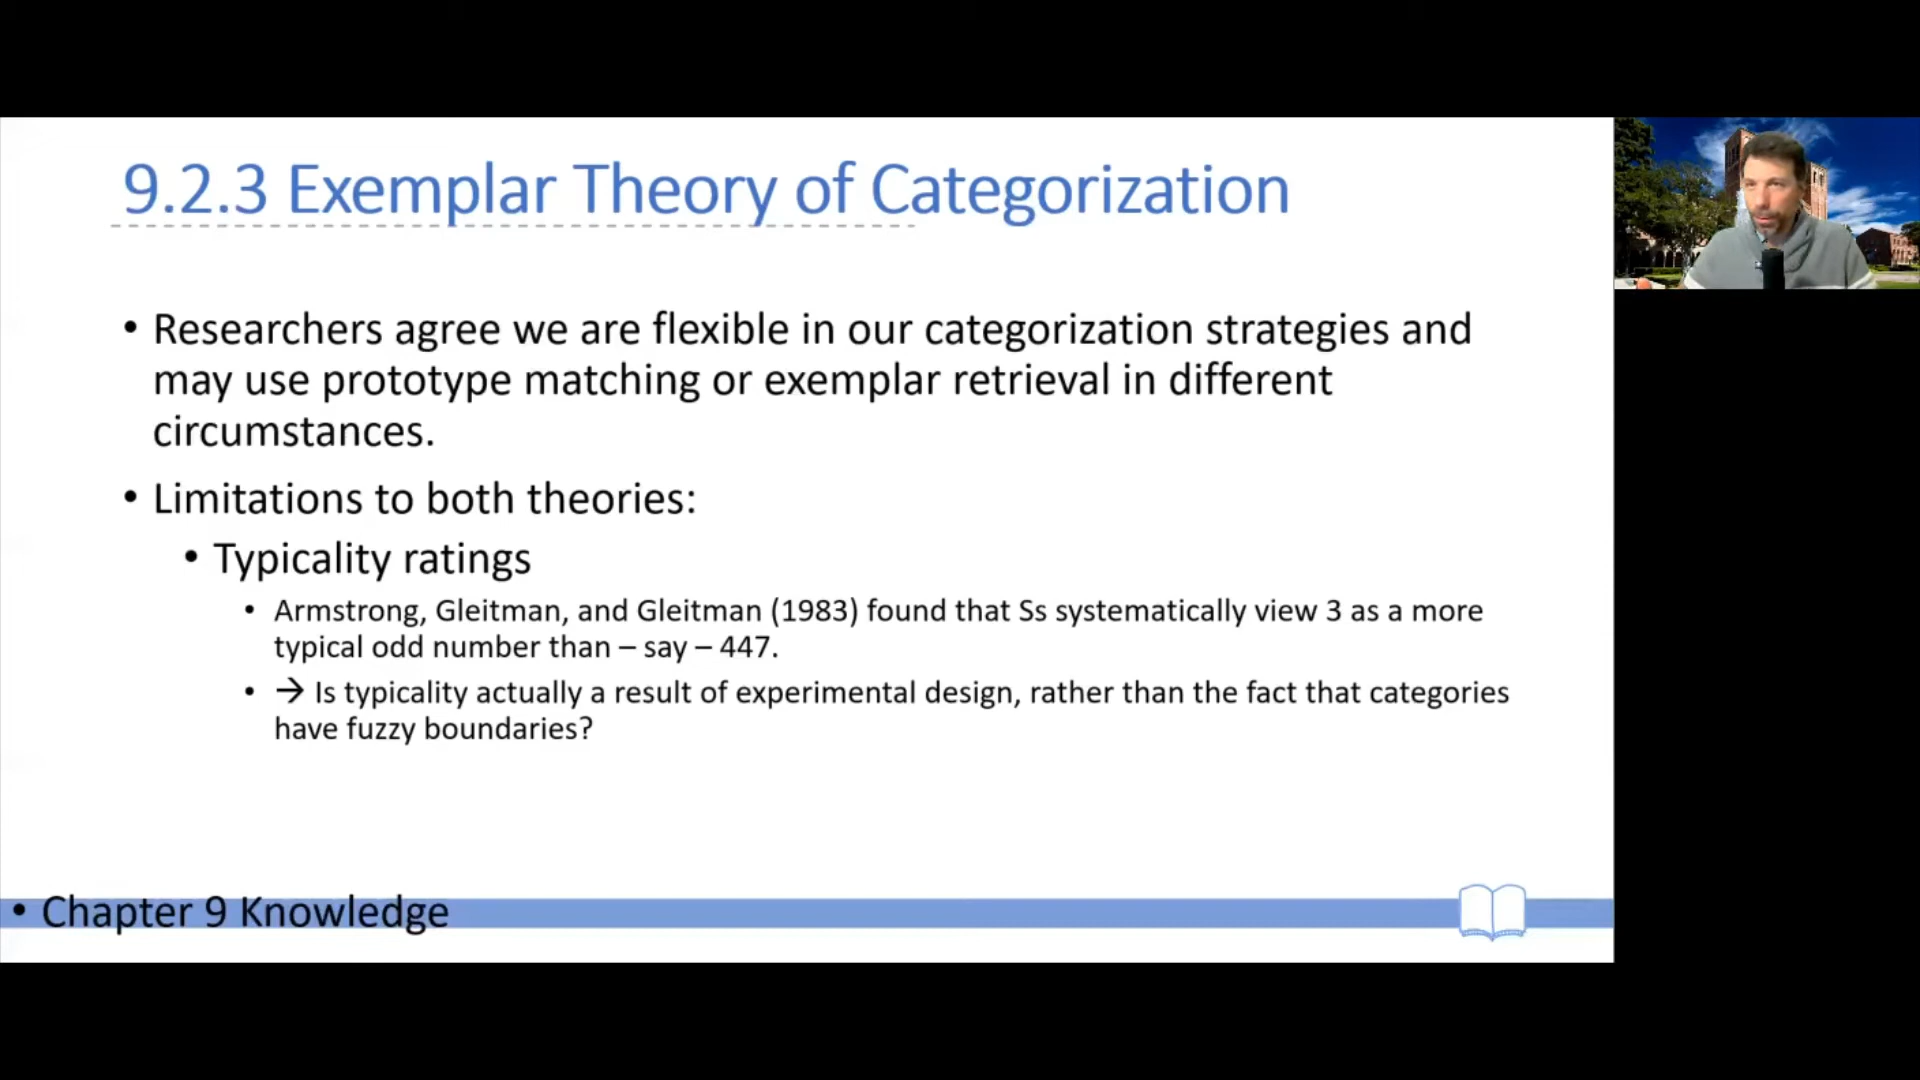 9.2.3 Exemplar Theory of Categorization
• Researchers agree we are flexible in our categorization strategies and
may use prototype matching or exemplar retrieval in different
circumstances.
• Limitations to both theories:
• Typicality ratings
• Armstrong, Gleitman, and Gleitman (1983) found that Ss systematically view 3 as a more
typical odd number than – say – 447.
• → Is typicality actually a result of experimental design, rather than the fact that categories
have fuzzy boundaries?
• Chapter 9 Knowledge